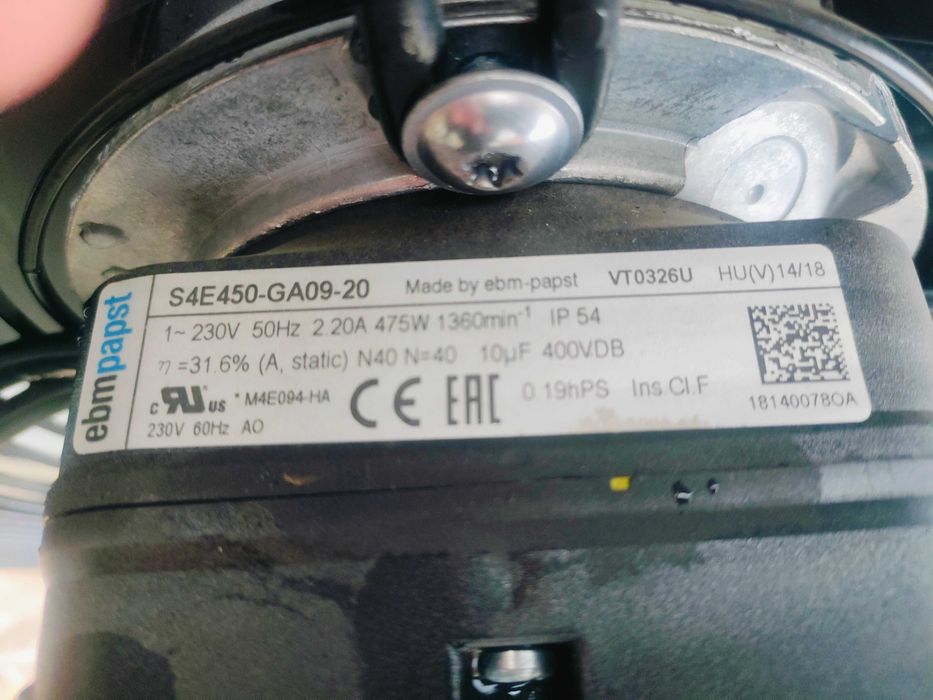 ebmpapst
S4E450-GA09-20 Made by ebm-papst VT0326U HU(V)14/18
1~ 230V 50Hz 2.20A 475W 1360min⁻¹ IP 54
η =31.6% (A, static) N40 N=40 10µF 400VDB
c RU us * M4E094-HA CE EAC 0.19hPS Ins.Cl.F
230V 60Hz AO
18140078OA